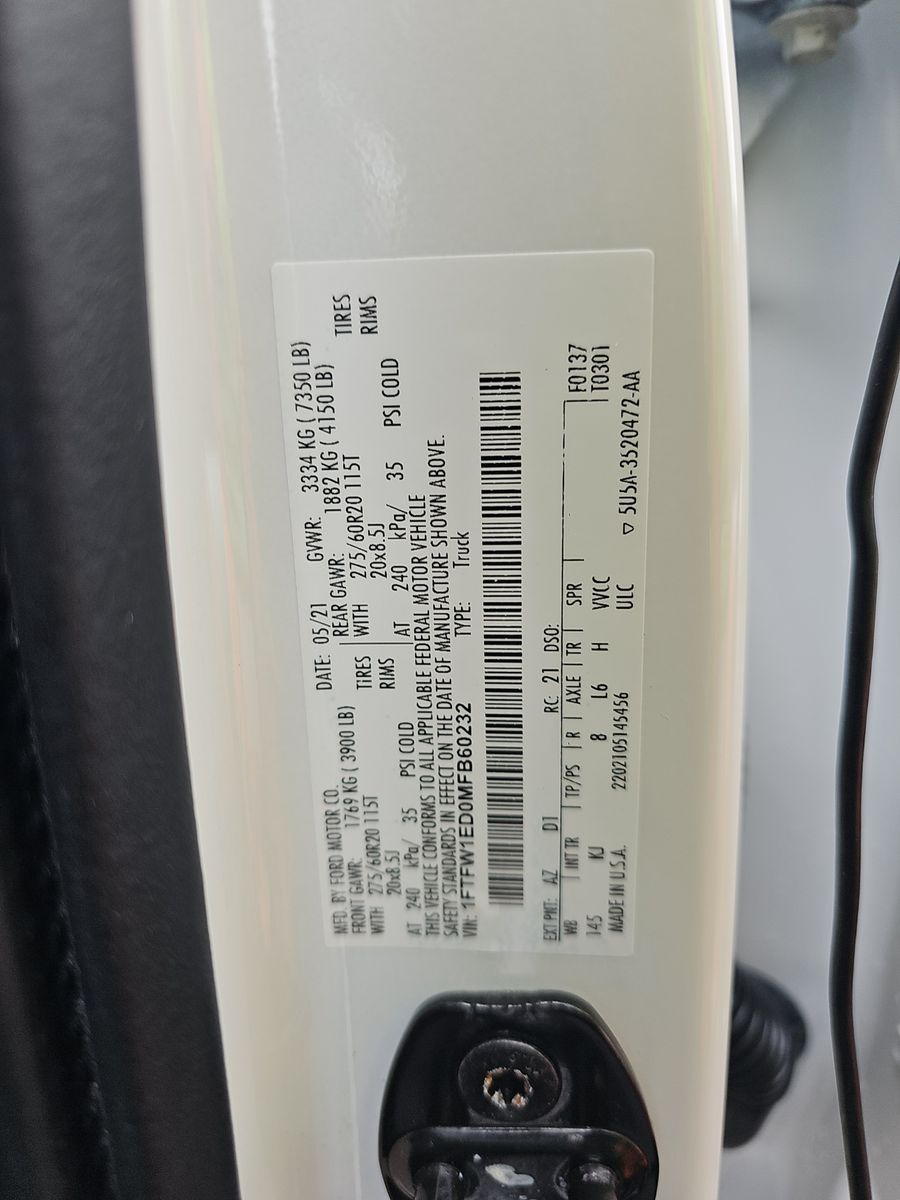 MFD. BY FORD MOTOR CO.
DATE: 05/21 GVWR: 3334 KG ( 7350 LB)
FRONT GAWR: 1769 KG ( 3900 LB) REAR GAWR: 1882 KG ( 4150 LB)
WITH 275/60R20 115T TIRES WITH 275/60R20 115T TIRES
20x8.5J RIMS 20x8.5J RIMS
AT 240 kPa/ 35 PSI COLD AT 240 kPa/ 35 PSI COLD
THIS VEHICLE CONFORMS TO ALL APPLICABLE FEDERAL MOTOR VEHICLE
SAFETY STANDARDS IN EFFECT ON THE DATE OF MANUFACTURE SHOWN ABOVE.
VIN: 1FTFW1ED0MFB60232 TYPE: Truck
EXT PNT: AZ D1 RC: 21 DSO:
WB INT TR TP/PS R AXLE TR SPR F0137
145 KJ 8 L6 H VVCC T0301
MADE IN U.S.A. 2202105145456 ULC ▽ 5U5A-3520472-AA